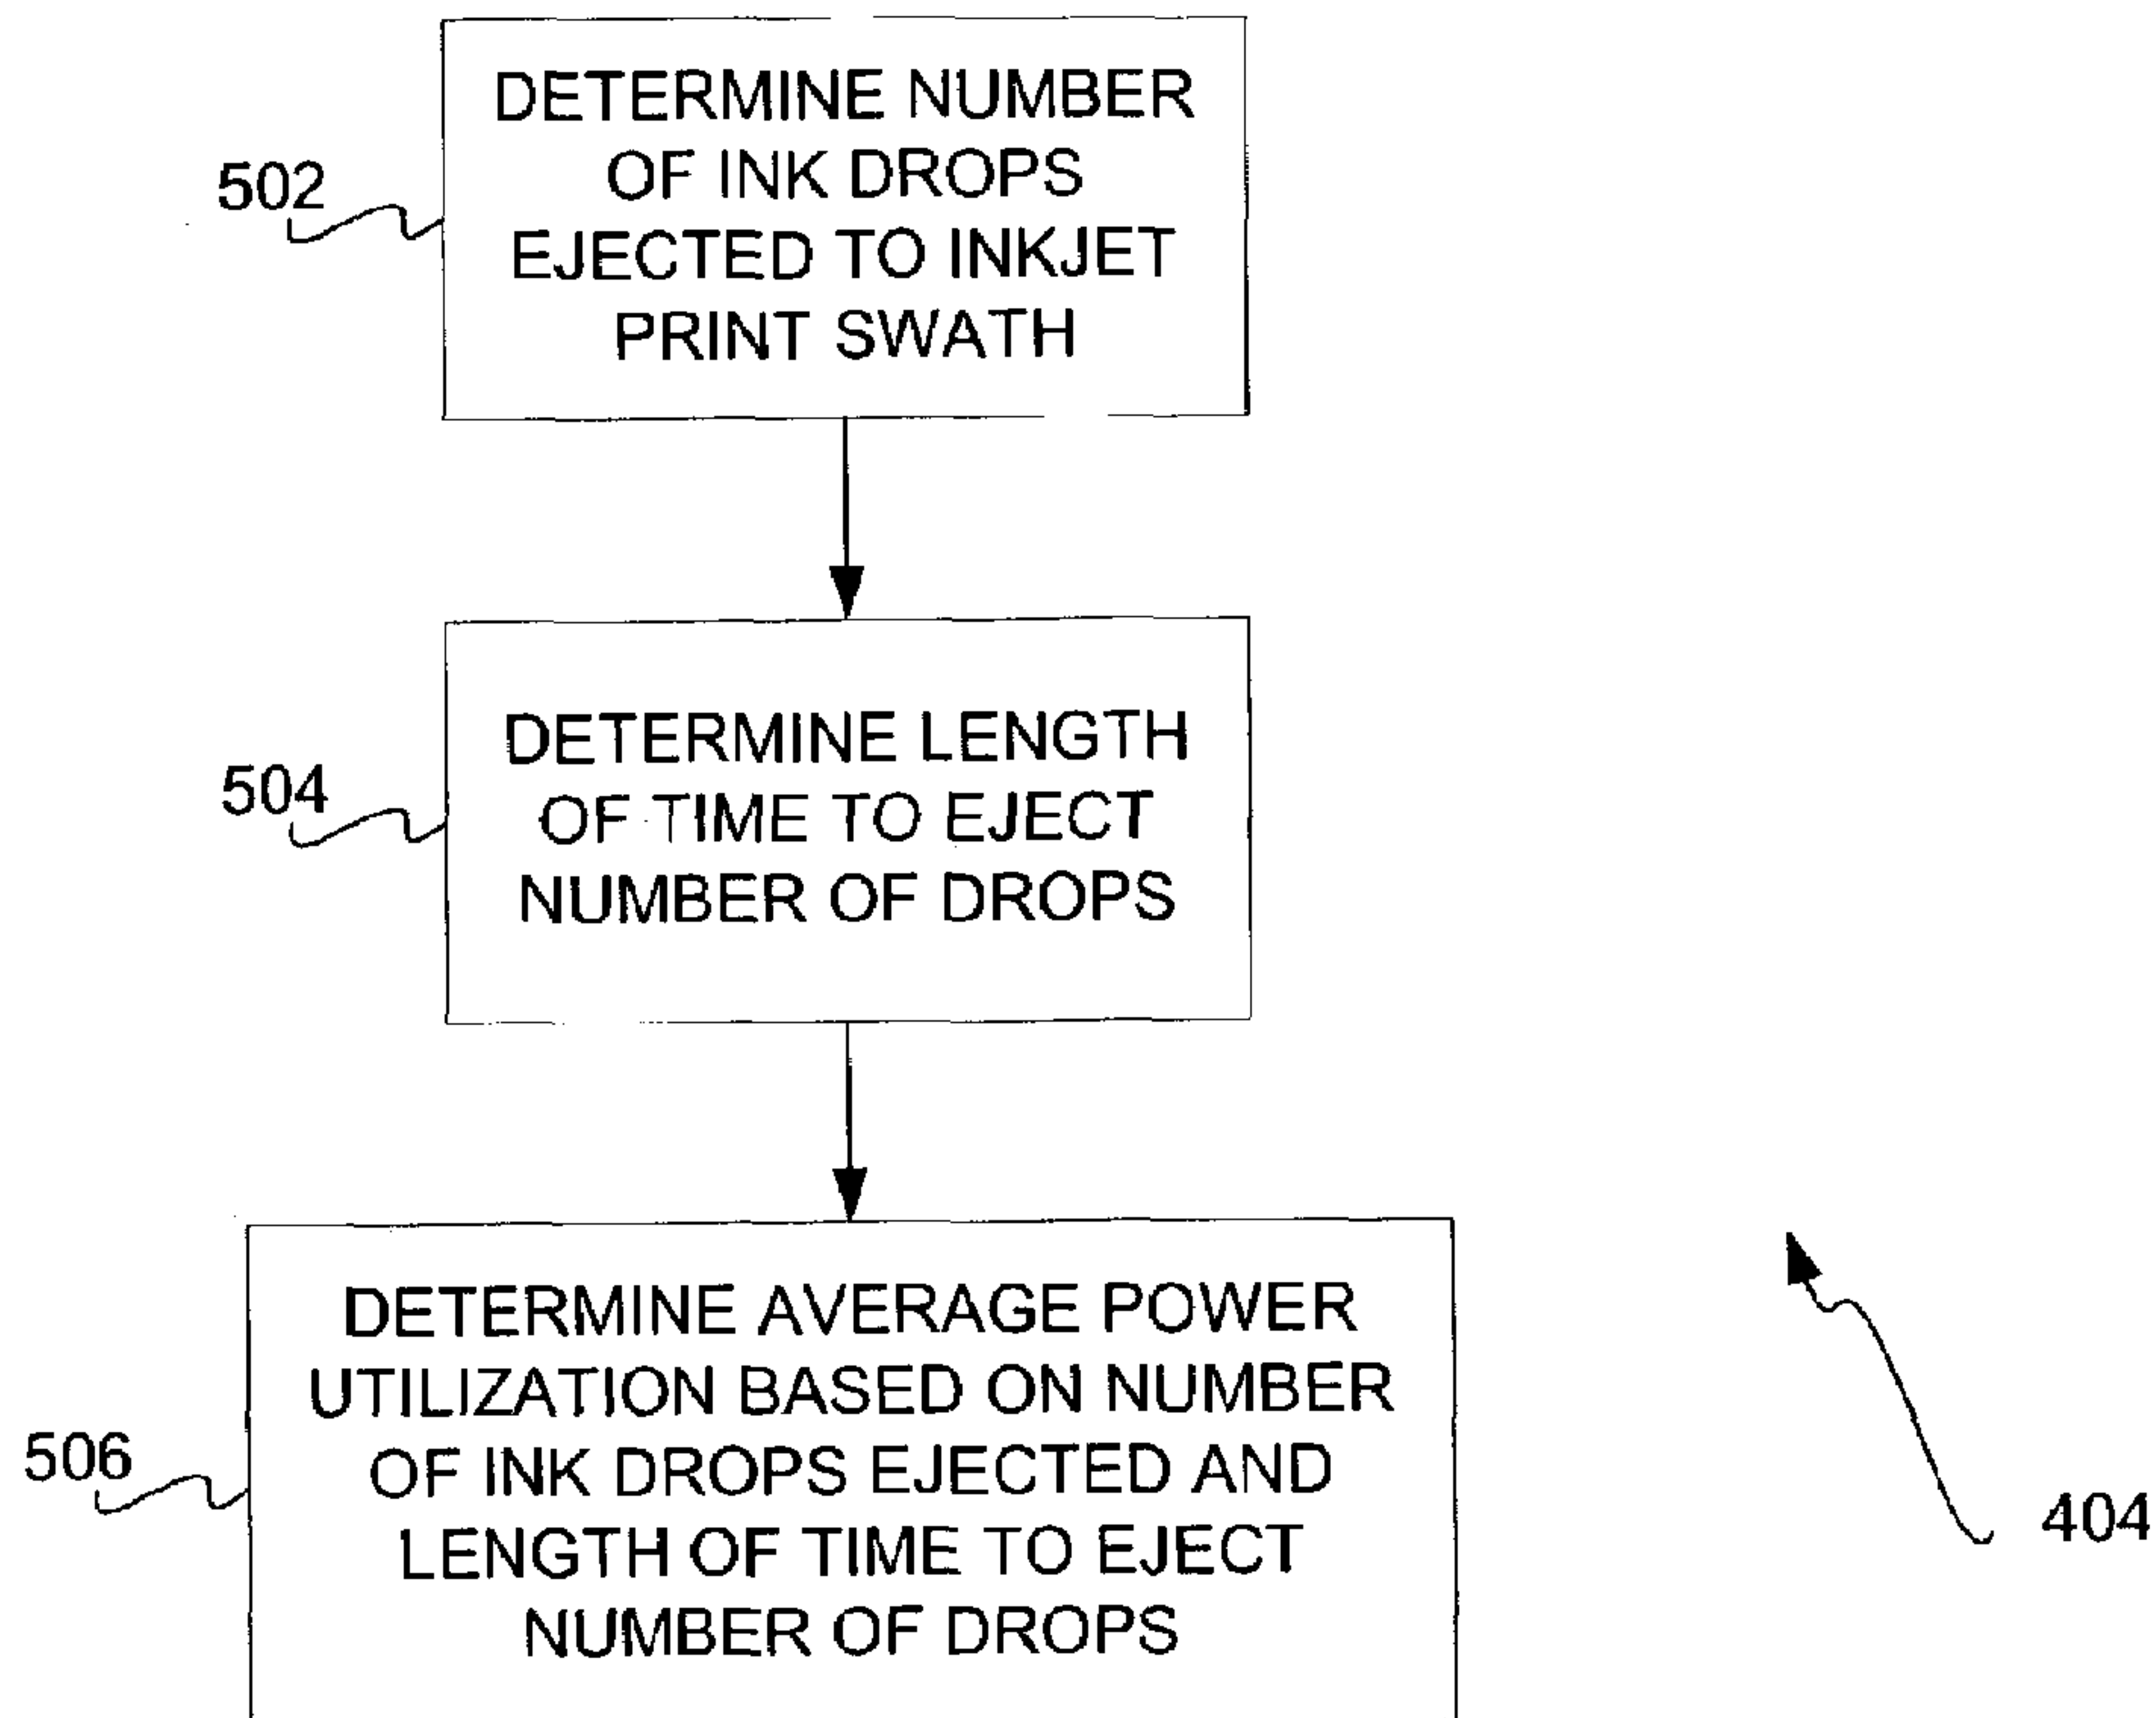 DETERMINE NUMBER
OF INK DROPS
EJECTED TO INKJET
PRINT SWATH
502
DETERMINE LENGTH
OF TIME TO EJECT
NUMBER OF DROPS
504
DETERMINE AVERAGE POWER
UTILIZATION BASED ON NUMBER
OF INK DROPS EJECTED AND
LENGTH OF TIME TO EJECT
NUMBER OF DROPS
506
404